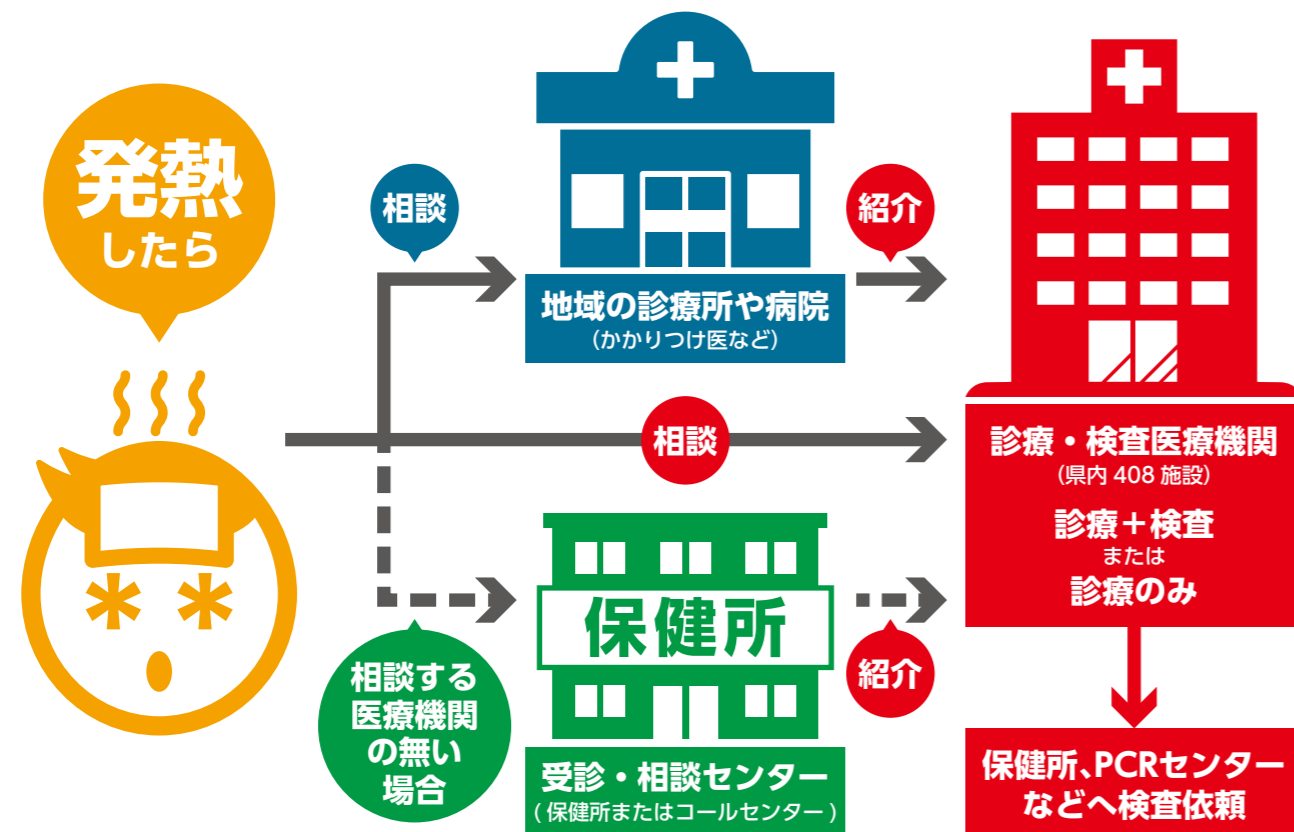 発熱
したら
相談
地域の診療所や病院
(かかりつけ医など)
紹介
相談
相談する
医療機関
の無い
場合
保健所
受診・相談センター
(保健所またはコールセンター)
紹介
診療・検査医療機関
(県内 408 施設)
診療＋検査
または
診療のみ
保健所、PCRセンター
などへ検査依頼